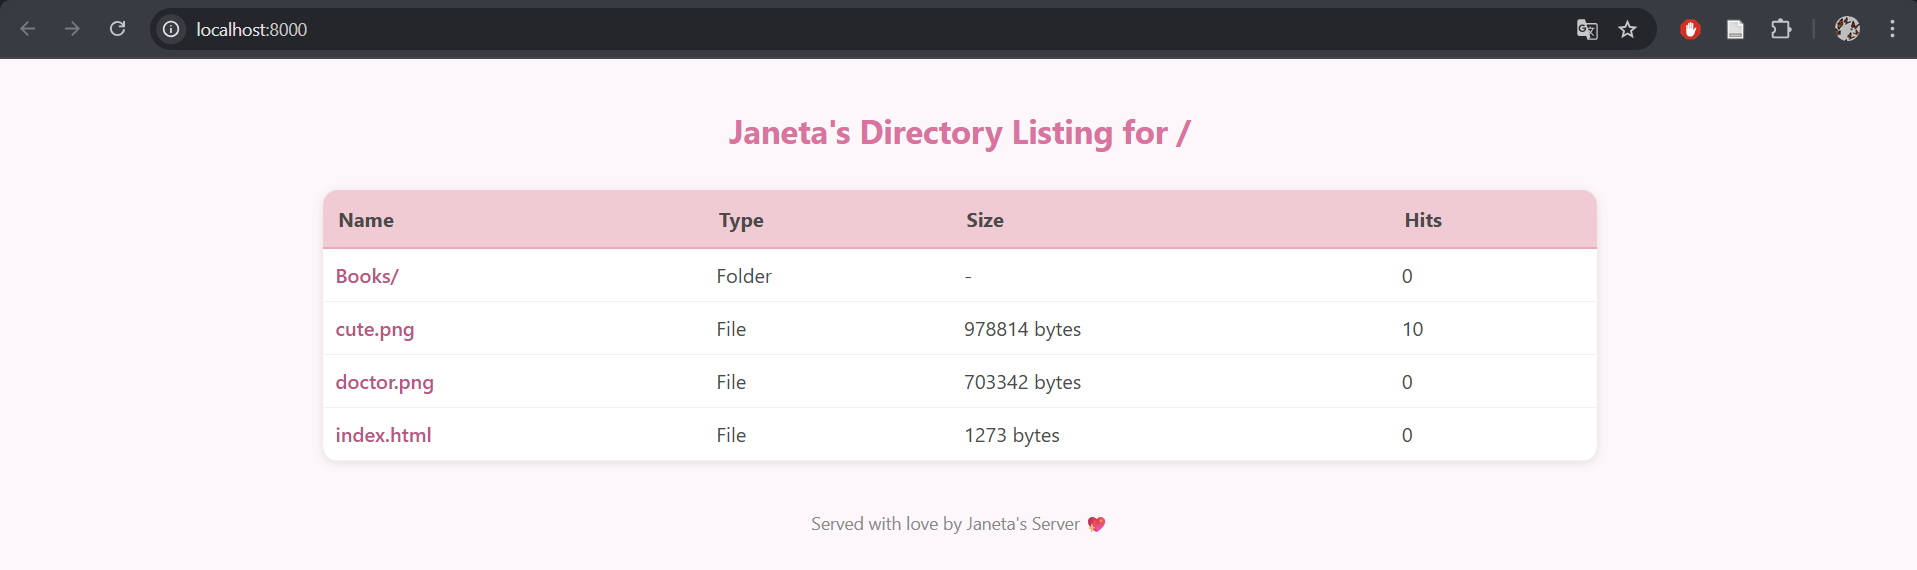 localhost:8000
Janeta's Directory Listing for /
Name Type Size Hits
Books/ Folder - 0
cute.png File 978814 bytes 10
doctor.png File 703342 bytes 0
index.html File 1273 bytes 0
Served with love by Janeta's Server 💖